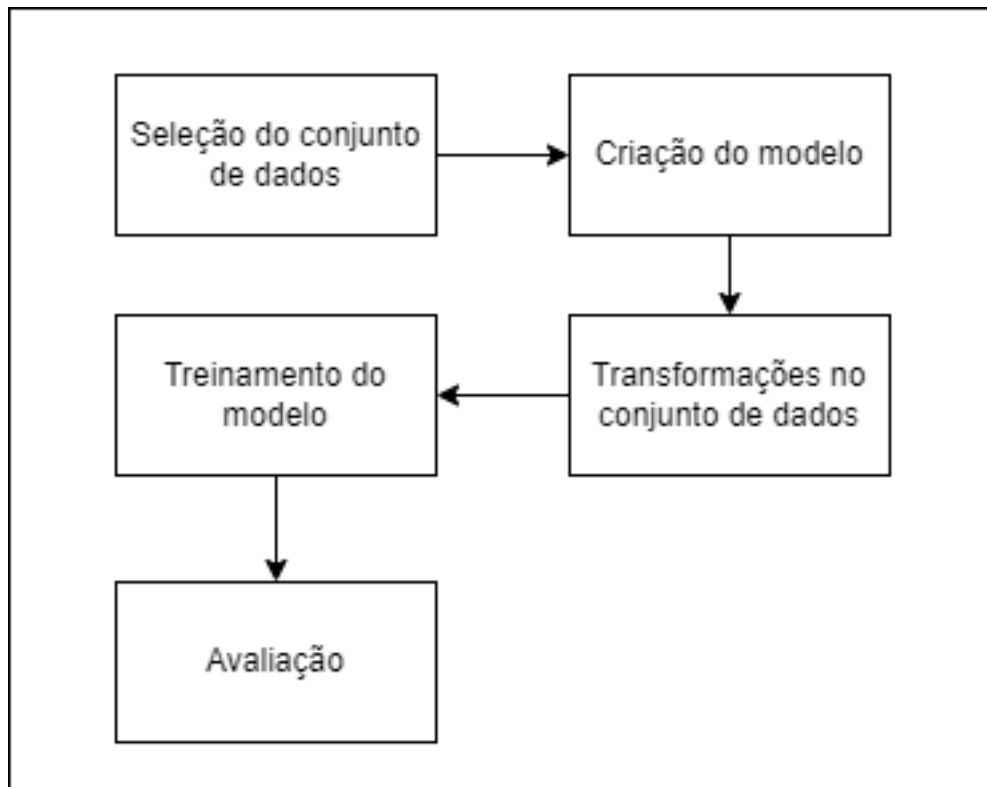 Seleção do conjunto
de dados
Criação do modelo
Treinamento do
modelo
Transformações no
conjunto de dados
Avaliação